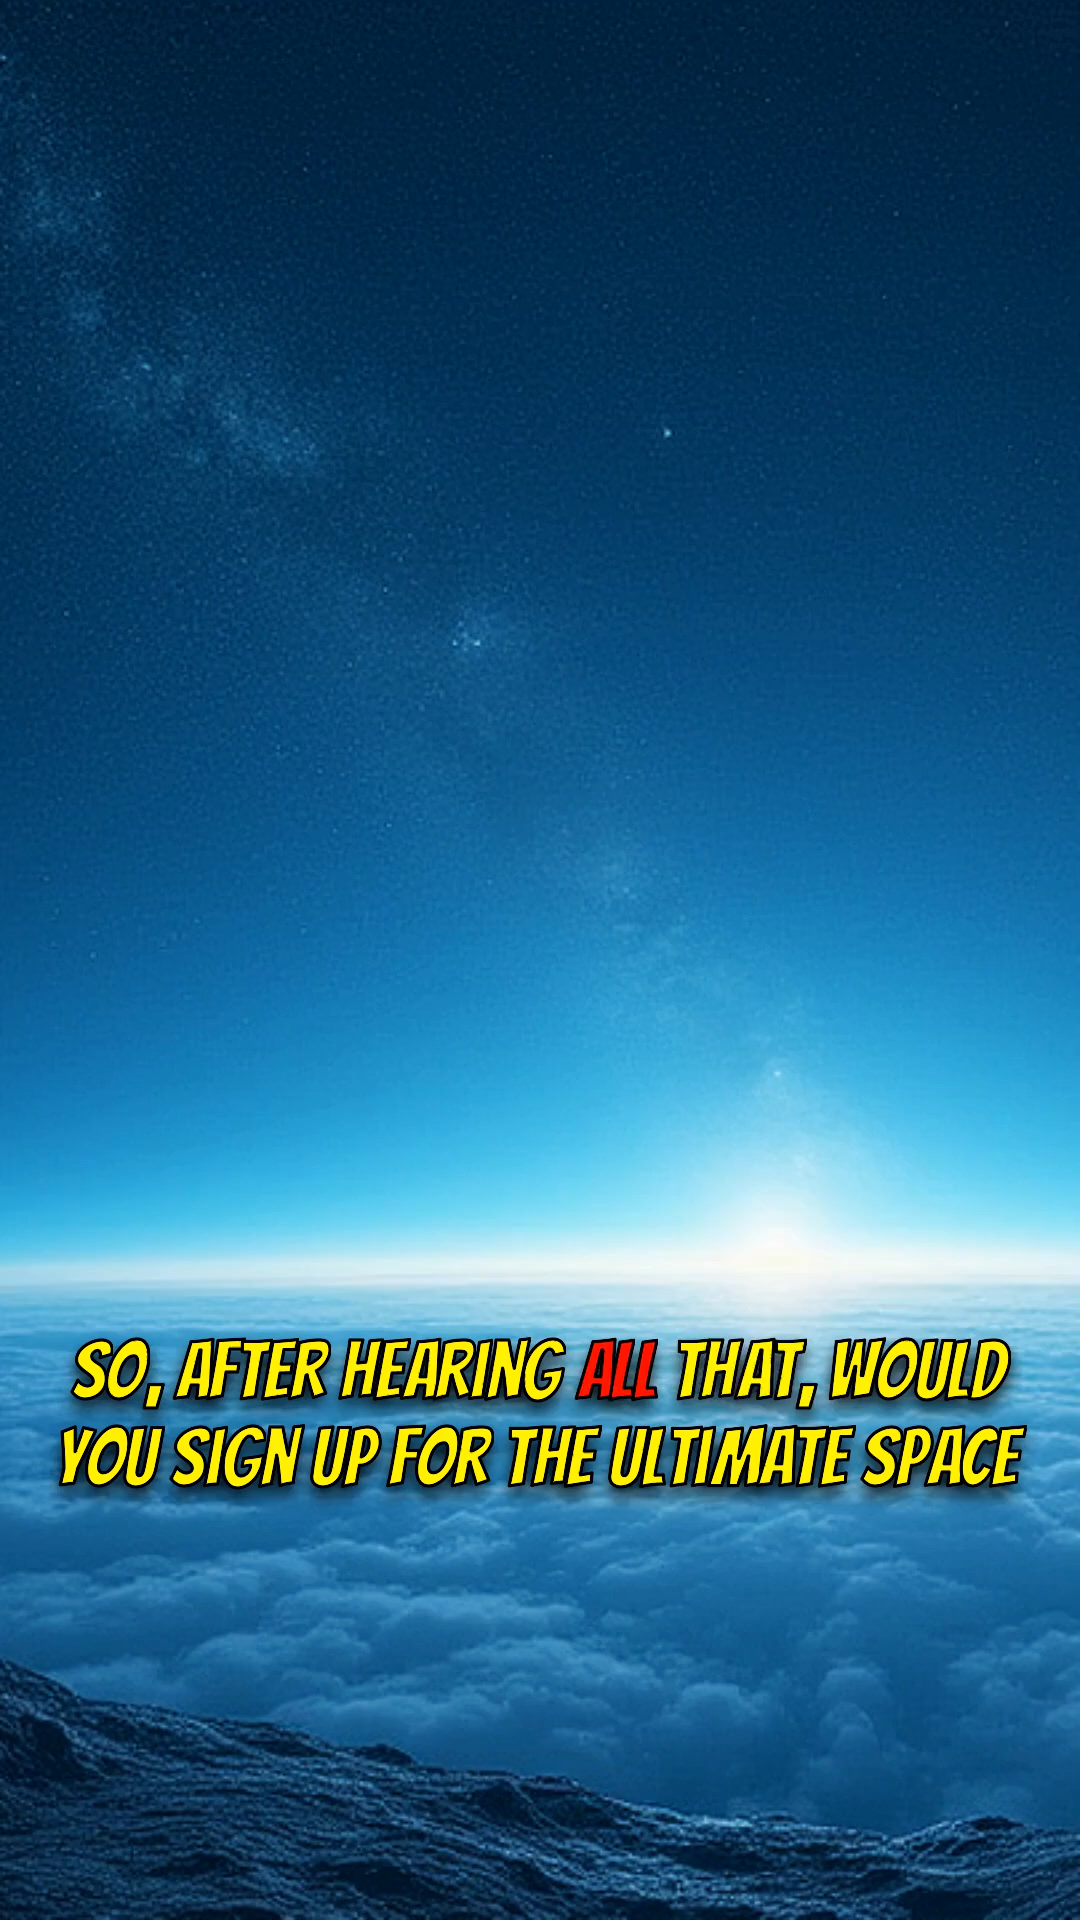 SO, AFTER HEARING ALL THAT, WOULD
YOU SIGN UP FOR THE ULTIMATE SPACE